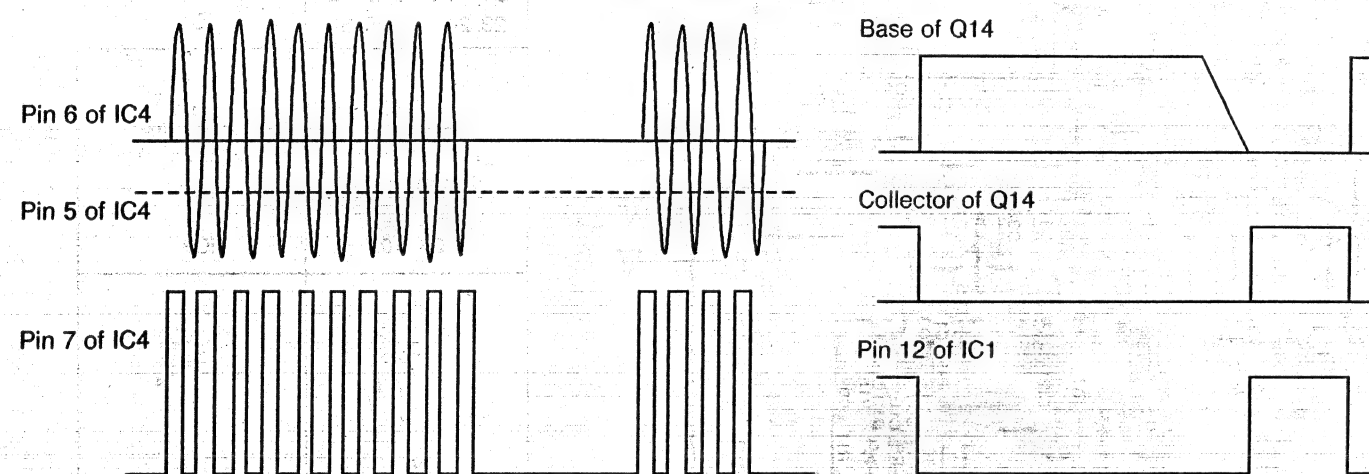 Pin 6 of IC4
Pin 5 of IC4
Pin 7 of IC4
Base of Q14
Collector of Q14
Pin 12 of IC1